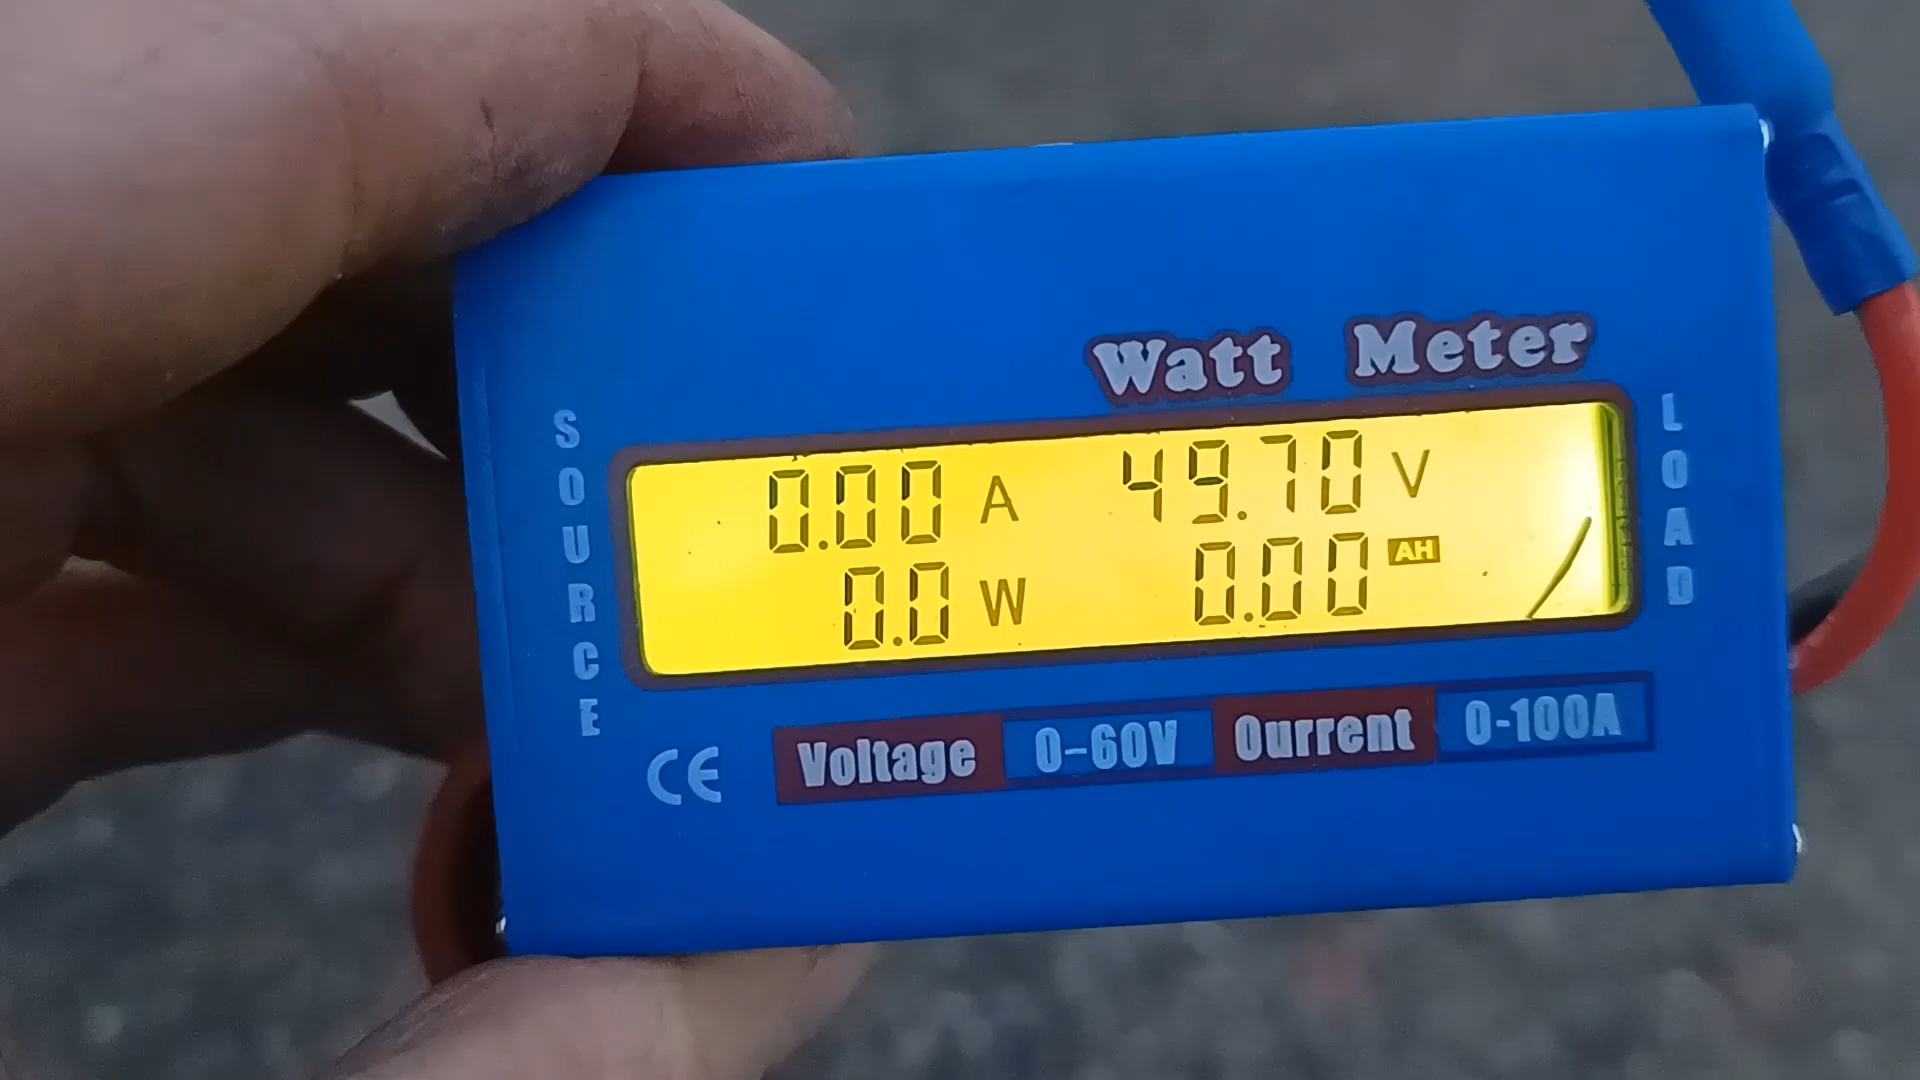 Watt Meter
SOURCE
0.00 A 49.70 V
0.0 W 0.00 AH
LOAD
CE Voltage 0-60V Ourrent 0-100A